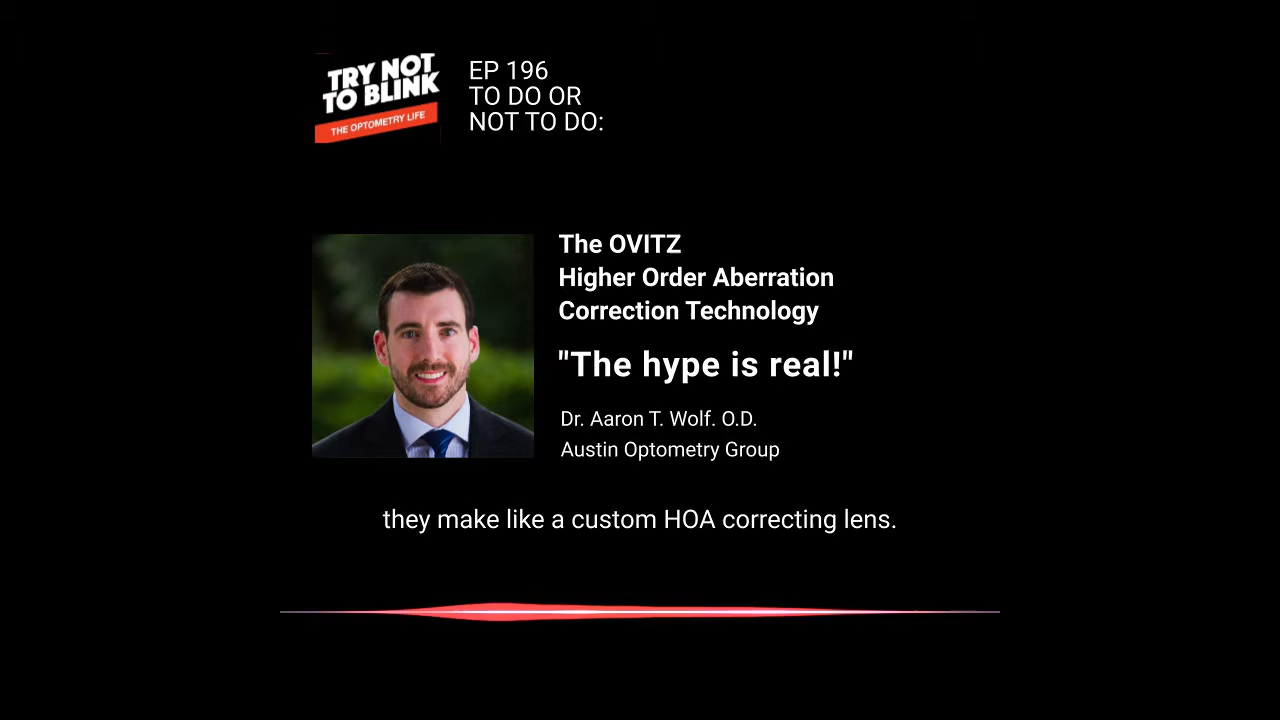 TRY NOT
TO BLINK
THE OPTOMETRY LIFE
EP 196
TO DO OR
NOT TO DO:
The OVITZ
Higher Order Aberration
Correction Technology
"The hype is real!"
Dr. Aaron T. Wolf. O.D.
Austin Optometry Group
they make like a custom HOA correcting lens.